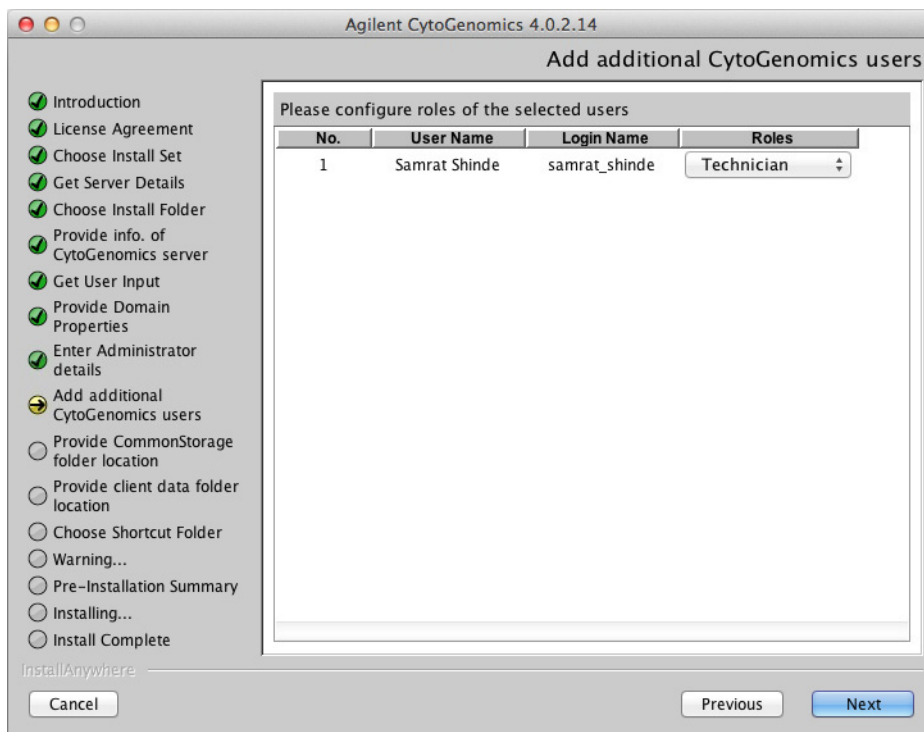 Agilent CytoGenomics 4.0.2.14
Add additional CytoGenomics users
Introduction
License Agreement
Choose Install Set
Get Server Details
Choose Install Folder
Provide info. of
CytoGenomics server
Get User Input
Provide Domain
Properties
Enter Administrator
details
Add additional
CytoGenomics users
Provide CommonStorage
folder location
Provide client data folder
location
Choose Shortcut Folder
Warning...
Pre-Installation Summary
Installing...
Install Complete
Please configure roles of the selected users
No. User Name Login Name Roles
1 Samrat Shinde samrat_shinde Technician
InstallAnywhere
Cancel Previous Next